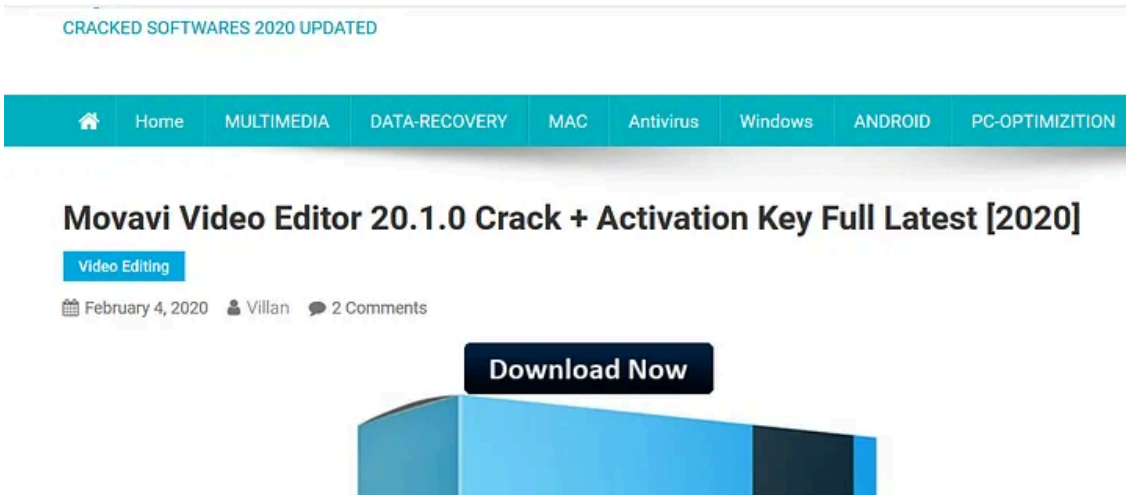 CRACKED SOFTWARES 2020 UPDATED
Home MULTIMEDIA DATA-RECOVERY MAC Antivirus Windows ANDROID PC-OPTIMIZITION
Movavi Video Editor 20.1.0 Crack + Activation Key Full Latest [2020]
Video Editing
February 4, 2020 Villan 2 Comments
Download Now